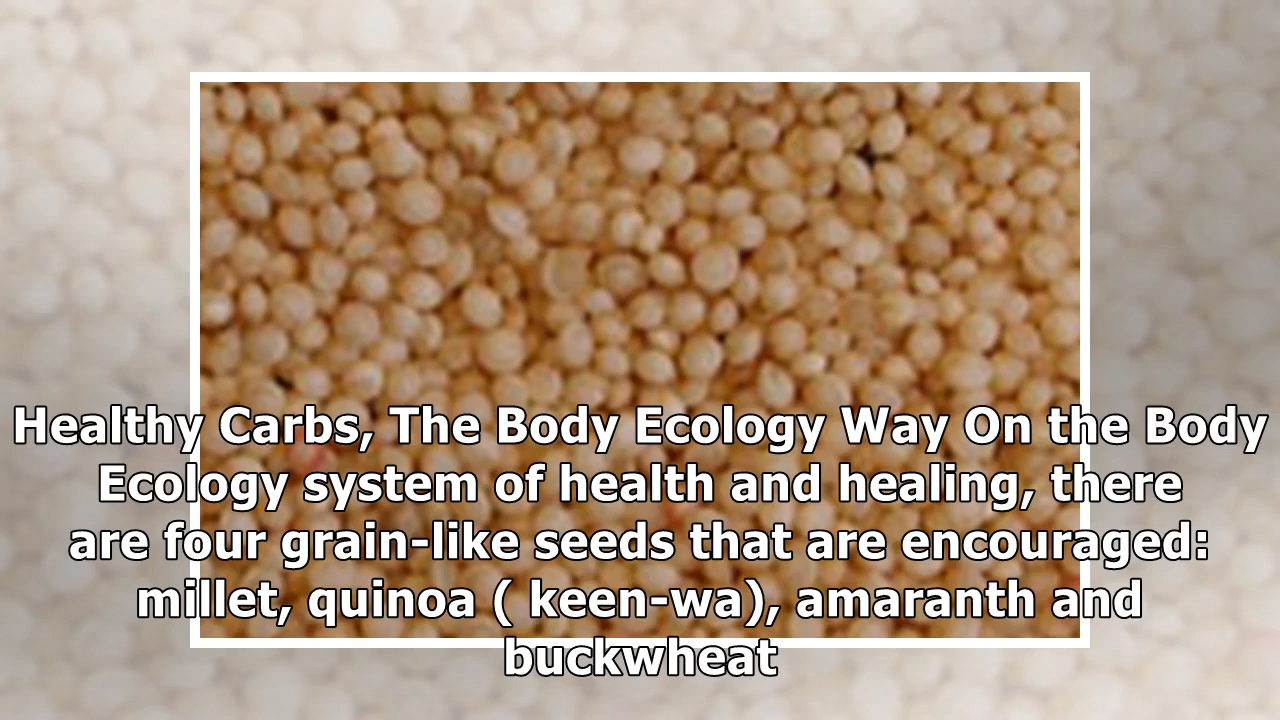 Healthy Carbs, The Body Ecology Way On the Body
Ecology system of health and healing, there
are four grain-like seeds that are encouraged:
millet, quinoa ( keen-wa), amaranth and
buckwheat